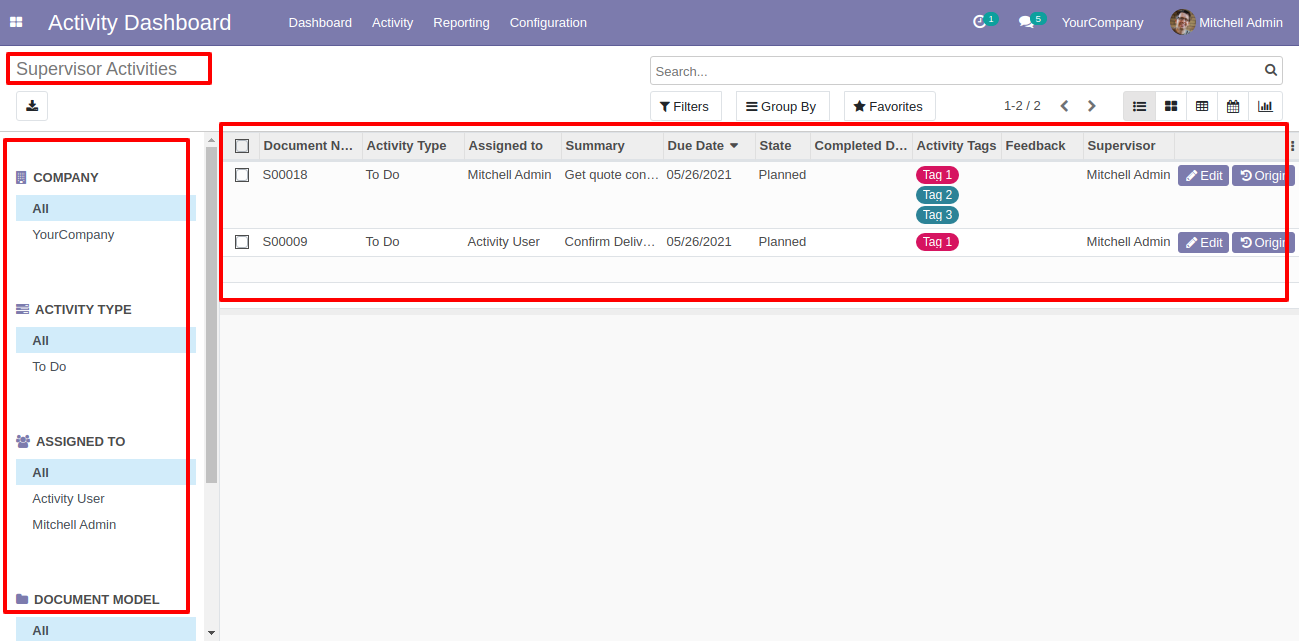 Activity Dashboard Dashboard Activity Reporting Configuration 1 5 YourCompany Mitchell Admin
Supervisor Activities
Search...
Filters Group By Favorites 1-2 / 2
COMPANY
All
YourCompany
ACTIVITY TYPE
All
To Do
ASSIGNED TO
All
Activity User
Mitchell Admin
DOCUMENT MODEL
All
Document N... Activity Type Assigned to Summary Due Date State Completed D... Activity Tags Feedback Supervisor
S00018 To Do Mitchell Admin Get quote con... 05/26/2021 Planned Tag 1 Mitchell Admin Edit Origin
Tag 2
Tag 3
S00009 To Do Activity User Confirm Deliv... 05/26/2021 Planned Tag 1 Mitchell Admin Edit Origin